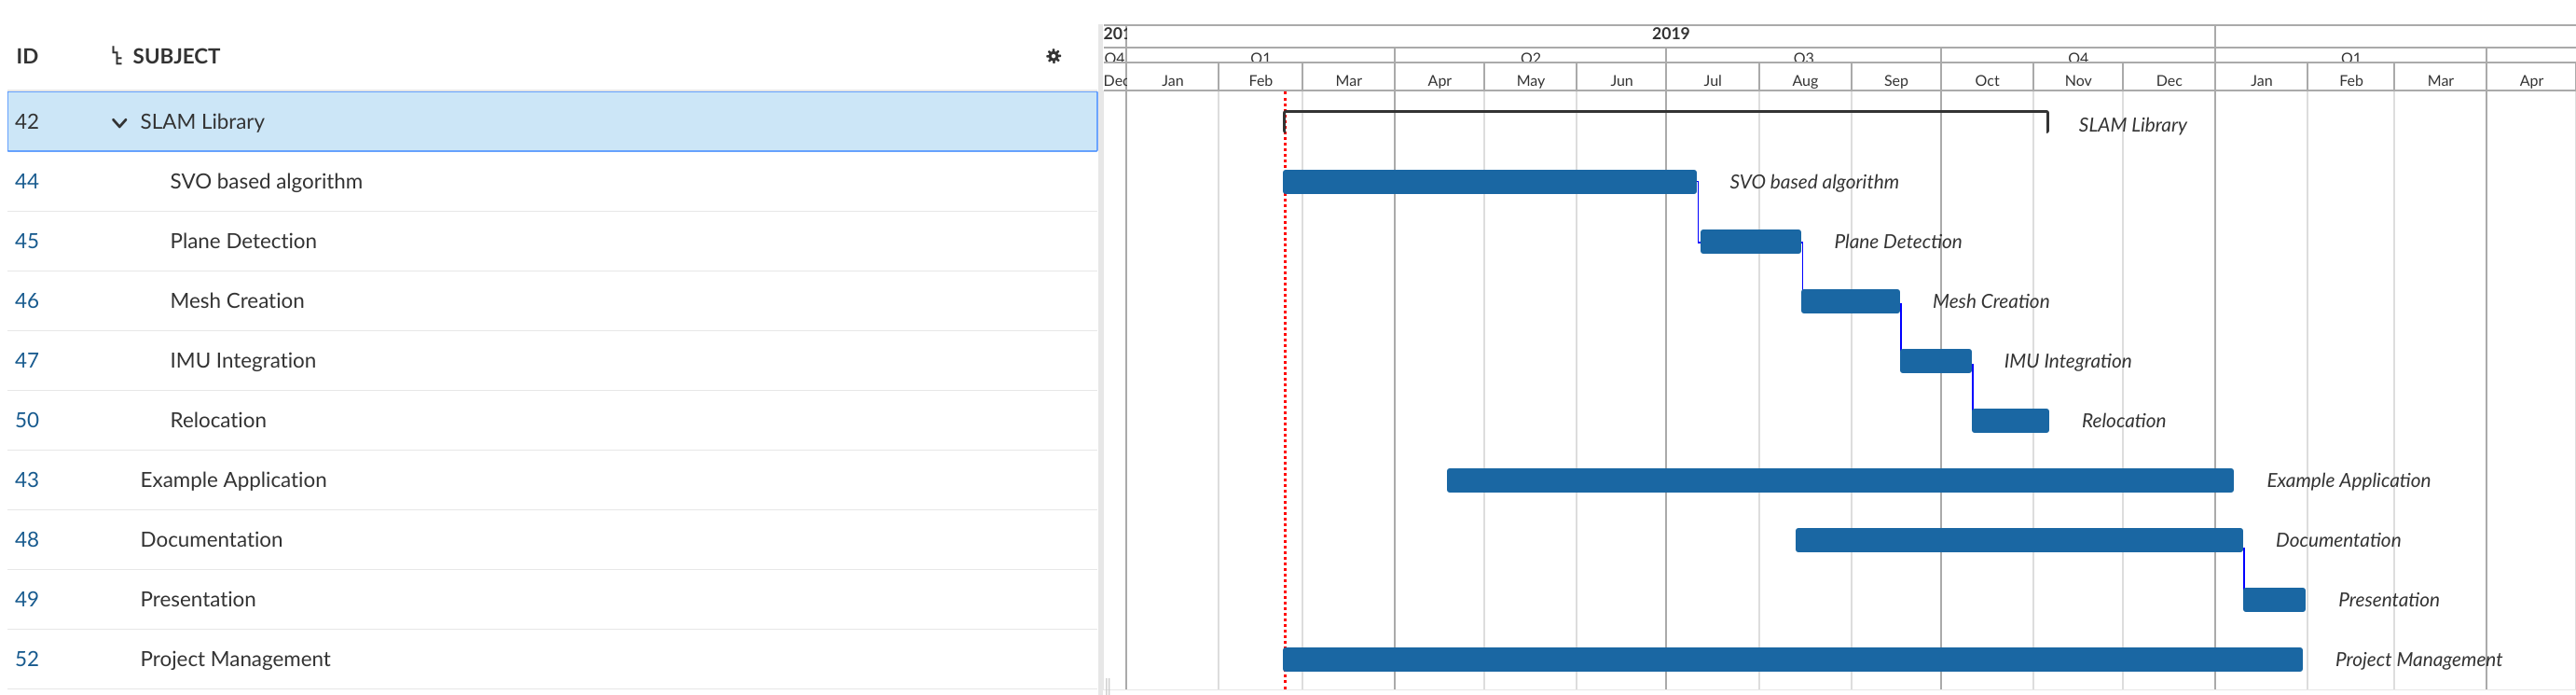 201 2019
Q4 Q1 Q2 Q3 Q4 Q1
ID SUBJECT
Dec Jan Feb Mar Apr May Jun Jul Aug Sep Oct Nov Dec Jan Feb Mar Apr
42 SLAM Library SLAM Library
44 SVO based algorithm SVO based algorithm
45 Plane Detection Plane Detection
46 Mesh Creation Mesh Creation
47 IMU Integration IMU Integration
50 Relocation Relocation
43 Example Application Example Application
48 Documentation Documentation
49 Presentation Presentation
52 Project Management Project Management